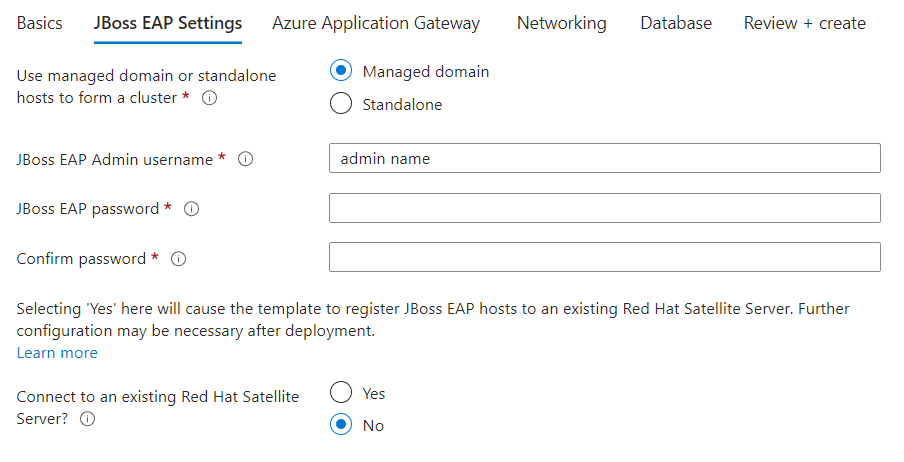 Basics JBoss EAP Settings Azure Application Gateway Networking Database Review + create
Use managed domain or standalone
hosts to form a cluster *
Managed domain
Standalone
JBoss EAP Admin username *
admin name
JBoss EAP password *
Confirm password *
Selecting 'Yes' here will cause the template to register JBoss EAP hosts to an existing Red Hat Satellite Server. Further
configuration may be necessary after deployment.
Learn more
Connect to an existing Red Hat Satellite
Server?
Yes
No